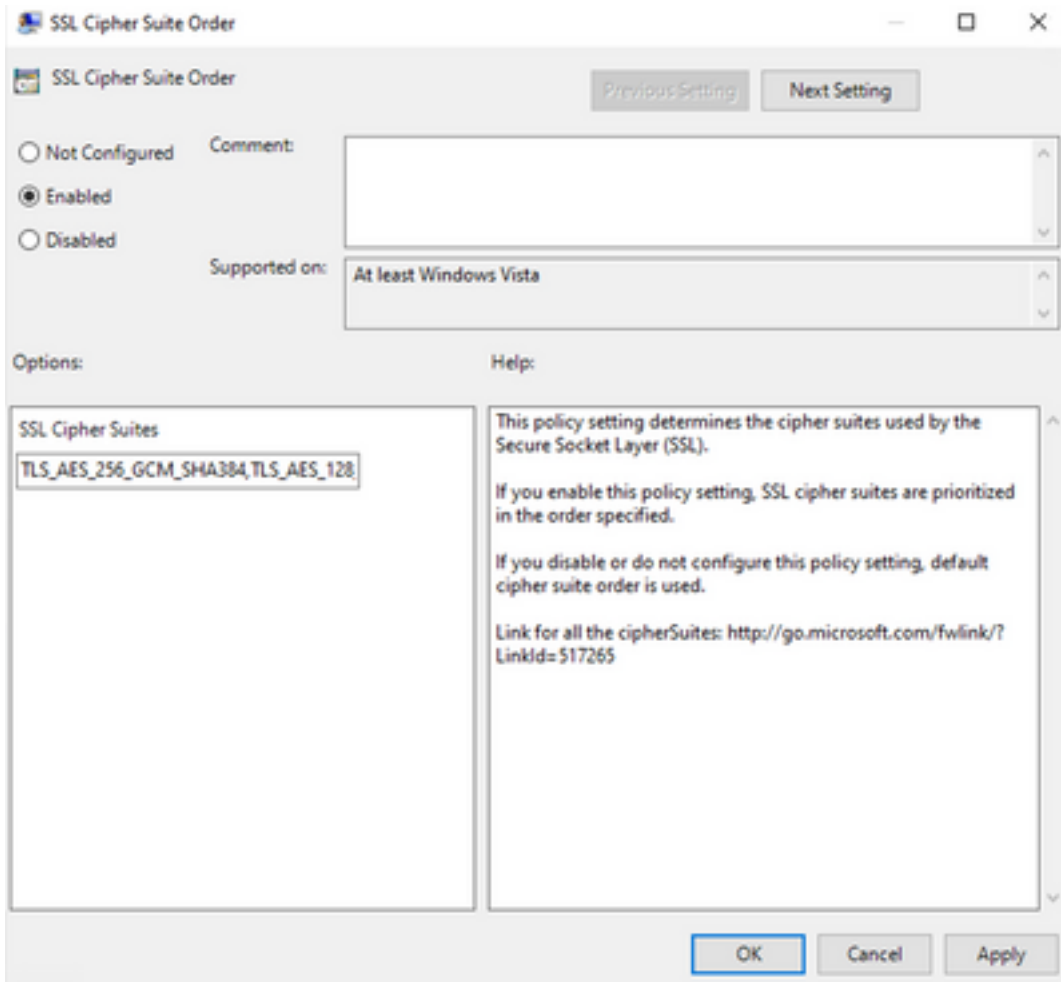 SSL Cipher Suite Order
SSL Cipher Suite Order
Previous Setting
Next Setting
Not Configured
Enabled
Disabled
Comment:
Supported on:
At least Windows Vista
Options:
Help:
SSL Cipher Suites
TLS_AES_256_GCM_SHA384,TLS_AES_128_
This policy setting determines the cipher suites used by the
Secure Socket Layer (SSL).
If you enable this policy setting, SSL cipher suites are prioritized
in the order specified.
If you disable or do not configure this policy setting, default
cipher suite order is used.
Link for all the cipherSuites: http://go.microsoft.com/fwlink/?
LinkId=517265
OK
Cancel
Apply